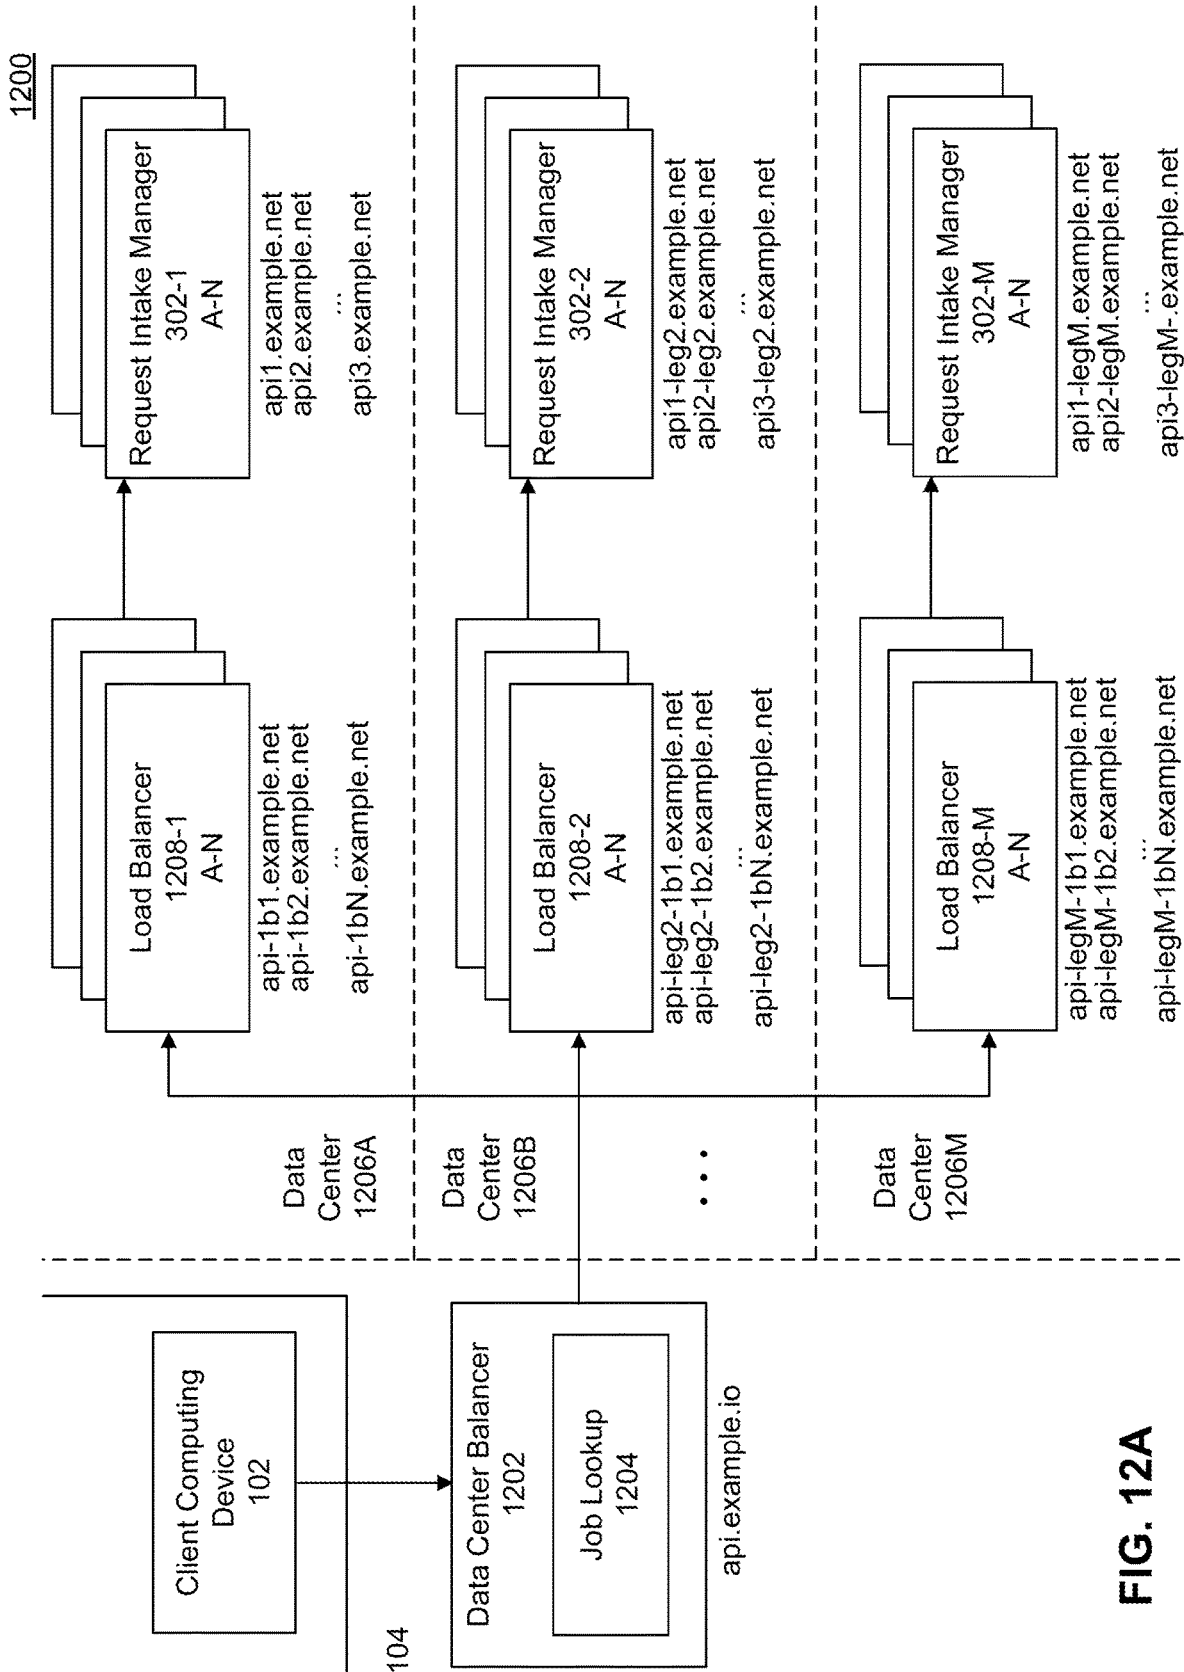 1200
Client Computing
Device
102
104
Data Center Balancer
1202
Job Lookup
1204
api.example.io
Data
Center
1206A
Load Balancer
1208-1
A-N
api-1b1.example.net
api-1b2.example.net
...
api-1bN.example.net
Request Intake Manager
302-1
A-N
api1.example.net
api2.example.net
...
api3.example.net
Data
Center
1206B
Load Balancer
1208-2
A-N
api-leg2-1b1.example.net
api-leg2-1b2.example.net
...
api-leg2-1bN.example.net
Request Intake Manager
302-2
A-N
api1-leg2.example.net
api2-leg2.example.net
...
api3-leg2.example.net
• • •
Data
Center
1206M
Load Balancer
1208-M
A-N
api-legM-1b1.example.net
api-legM-1b2.example.net
...
api-legM-1bN.example.net
Request Intake Manager
302-M
A-N
api1-legM.example.net
api2-legM.example.net
...
api3-legM-.example.net
FIG. 12A